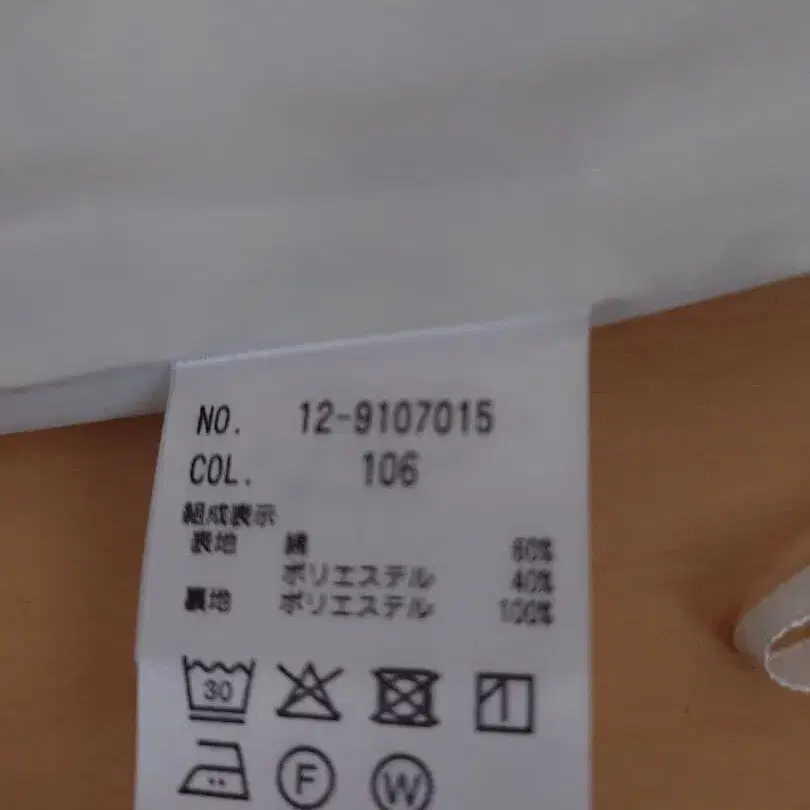 NO. 12-9107015
COL. 106
組成表示
表地 綿 60%
ポリエステル 40%
裏地 ポリエステル 100%
30
F W